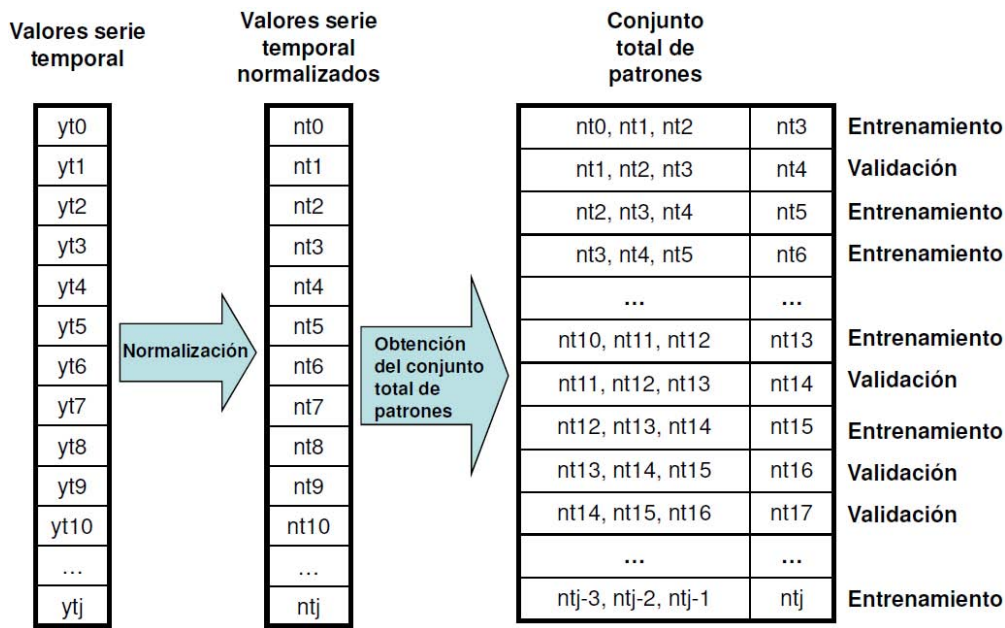 Valores serie
temporal
Valores serie
temporal
normalizados
Conjunto
total de
patrones
yt0
yt1
yt2
yt3
yt4
yt5
yt6
yt7
yt8
yt9
yt10
...
ytj
Normalización
nt0
nt1
nt2
nt3
nt4
nt5
nt6
nt7
nt8
nt9
nt10
...
ntj
Obtención
del conjunto
total de
patrones
nt0, nt1, nt2 nt3 Entrenamiento
nt1, nt2, nt3 nt4 Validación
nt2, nt3, nt4 nt5 Entrenamiento
nt3, nt4, nt5 nt6 Entrenamiento
... ...
nt10, nt11, nt12 nt13 Entrenamiento
nt11, nt12, nt13 nt14 Validación
nt12, nt13, nt14 nt15 Entrenamiento
nt13, nt14, nt15 nt16 Validación
nt14, nt15, nt16 nt17 Validación
... ...
ntj-3, ntj-2, ntj-1 ntj Entrenamiento